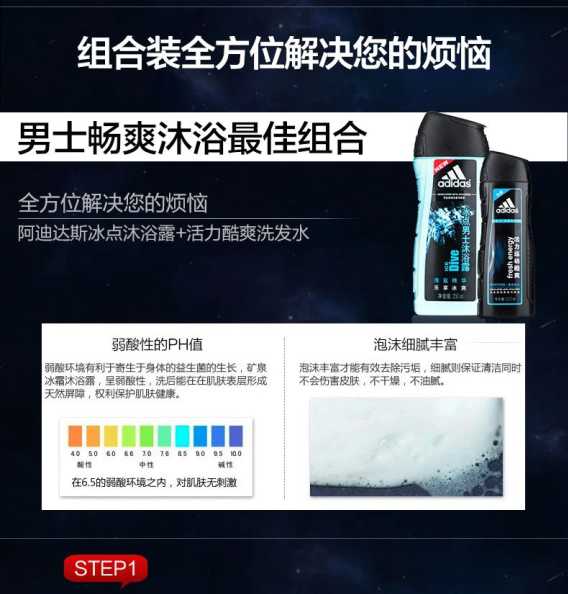 组合装全方位解决您的烦恼
男士畅爽沐浴最佳组合
全方位解决您的烦恼
阿迪达斯冰点沐浴露+活力酷爽洗发水
NEW
adidas
冰点男士沐浴露
Dive
adidas
fresh energy
弱酸性的PH值
弱酸环境有利于寄生于身体的益生菌的生长，矿泉
冰霜沐浴露，呈弱酸性，洗后能在在肌肤表层形成
天然屏障，权利保护肌肤健康。
4.0 5.0 6.0 6.6 7.0 7.6 8.5 9.0 9.5 10.0
酸性 中性 碱性
在6.5的弱酸环境之内，对肌肤无刺激
泡沫细腻丰富
泡沫丰富才能有效去除污垢，细腻则保证清洁同时
不会伤害皮肤，不干燥，不油腻。
STEP1